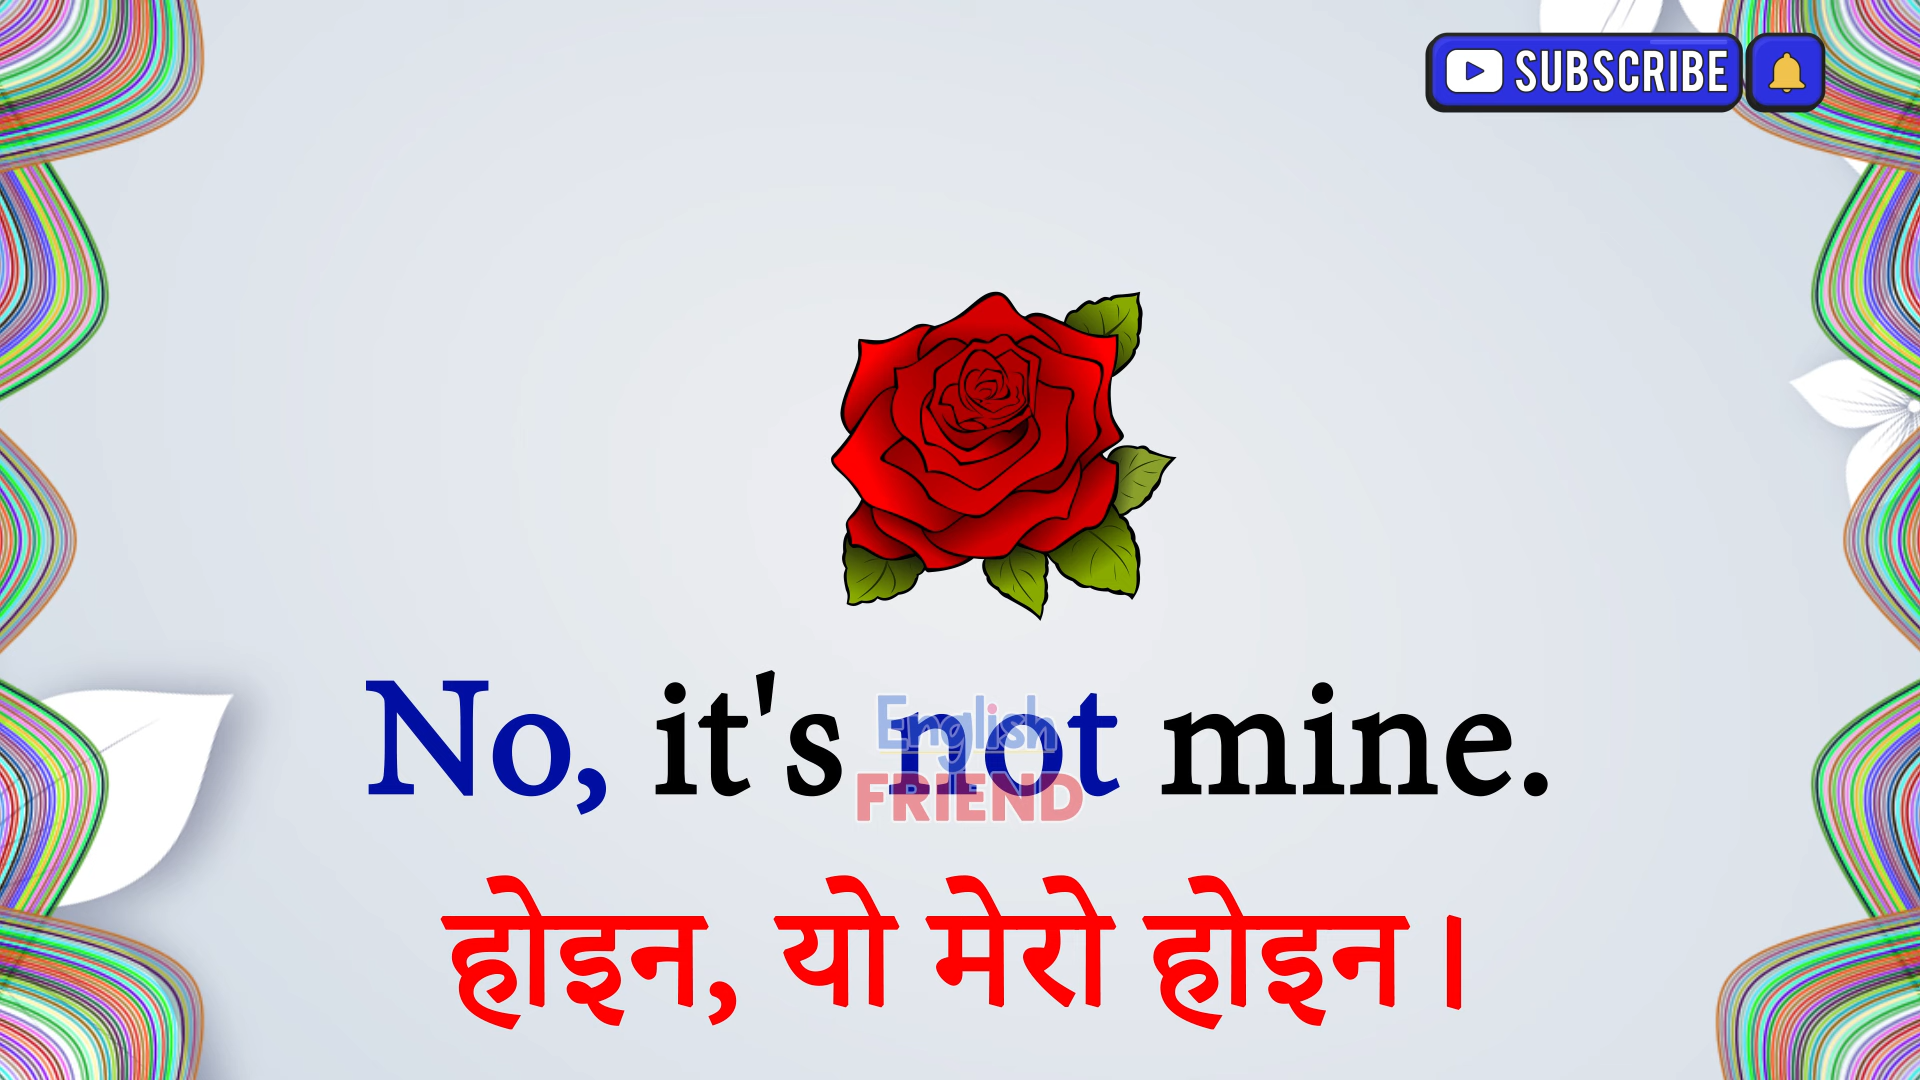 SUBSCRIBE
No, it's not mine.
English
FRIEND
होइन, यो मेरो होइन।